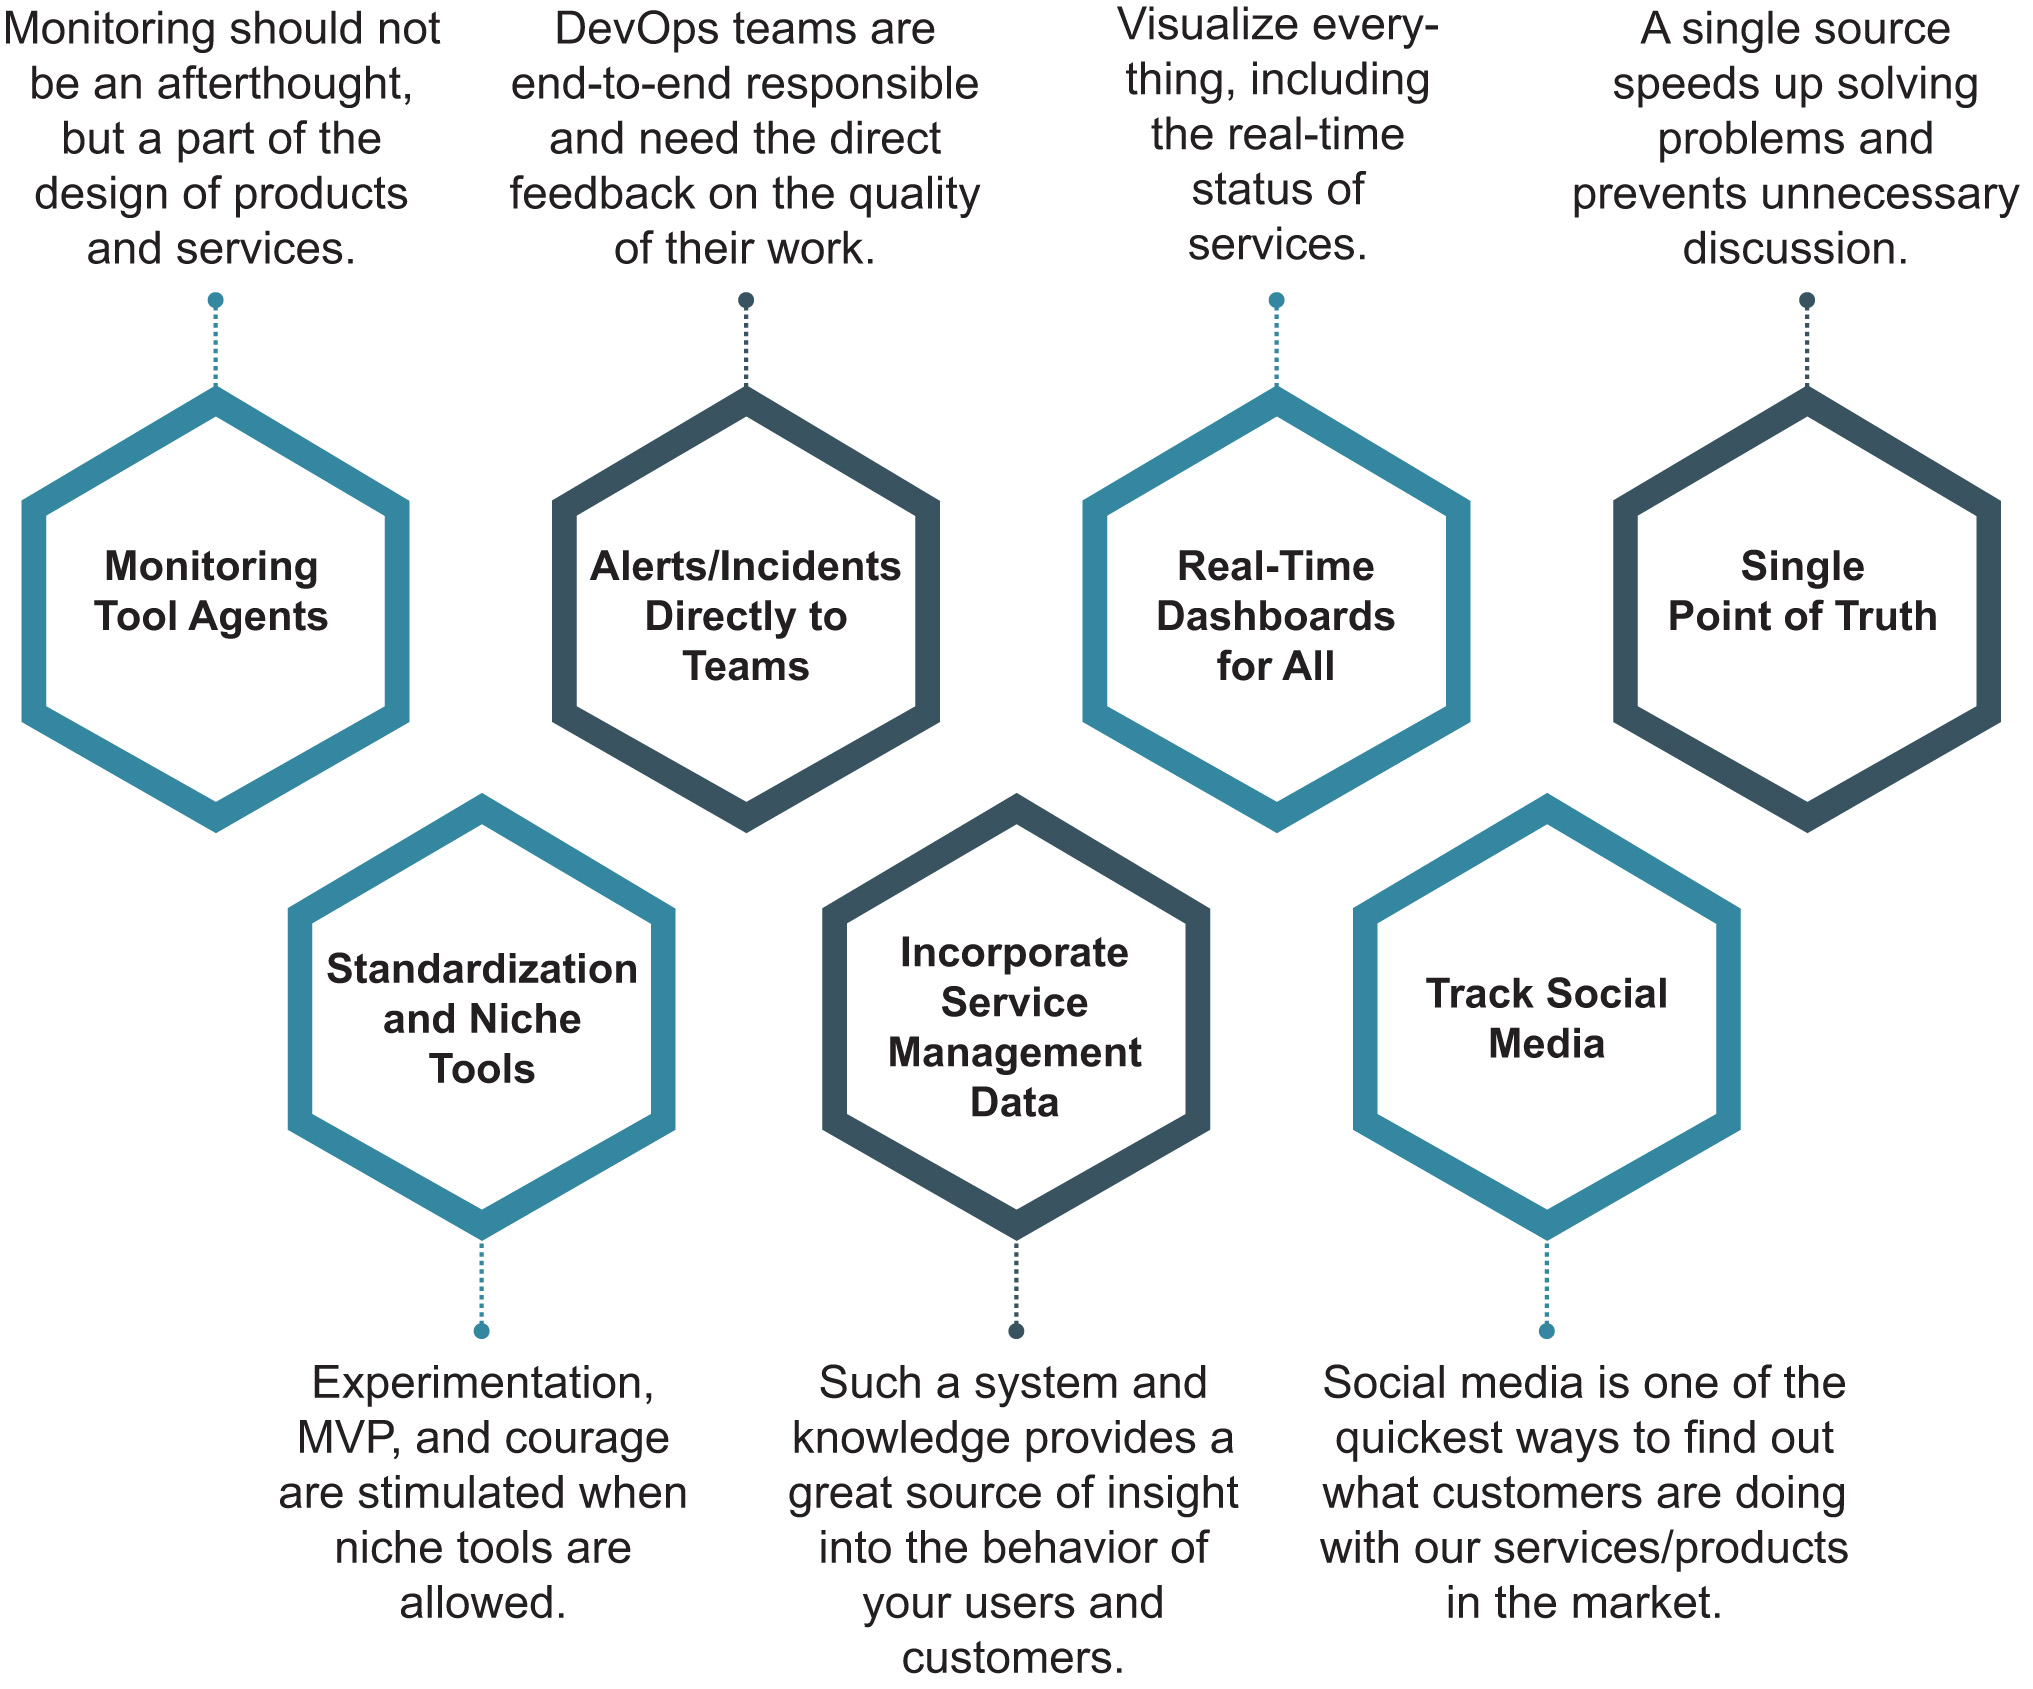 Monitoring should not
be an afterthought,
but a part of the
design of products
and services.
DevOps teams are
end-to-end responsible
and need the direct
feedback on the quality
of their work.
Visualize every-
thing, including
the real-time
status of
services.
A single source
speeds up solving
problems and
prevents unnecessary
discussion.
Monitoring
Tool Agents
Alerts/Incidents
Directly to
Teams
Real-Time
Dashboards
for All
Single
Point of Truth
Standardization
and Niche
Tools
Incorporate
Service
Management
Data
Track Social
Media
Experimentation,
MVP, and courage
are stimulated when
niche tools are
allowed.
Such a system and
knowledge provides a
great source of insight
into the behavior of
your users and
customers.
Social media is one of the
quickest ways to find out
what customers are doing
with our services/products
in the market.